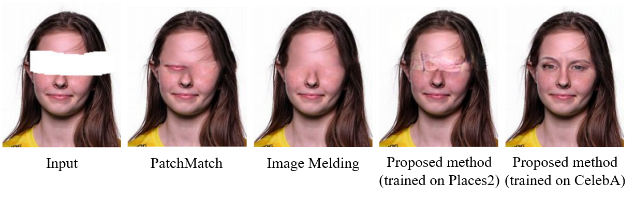 Input
PatchMatch
Image Melding
Proposed method
(trained on Places2)
Proposed method
(trained on CelebA)